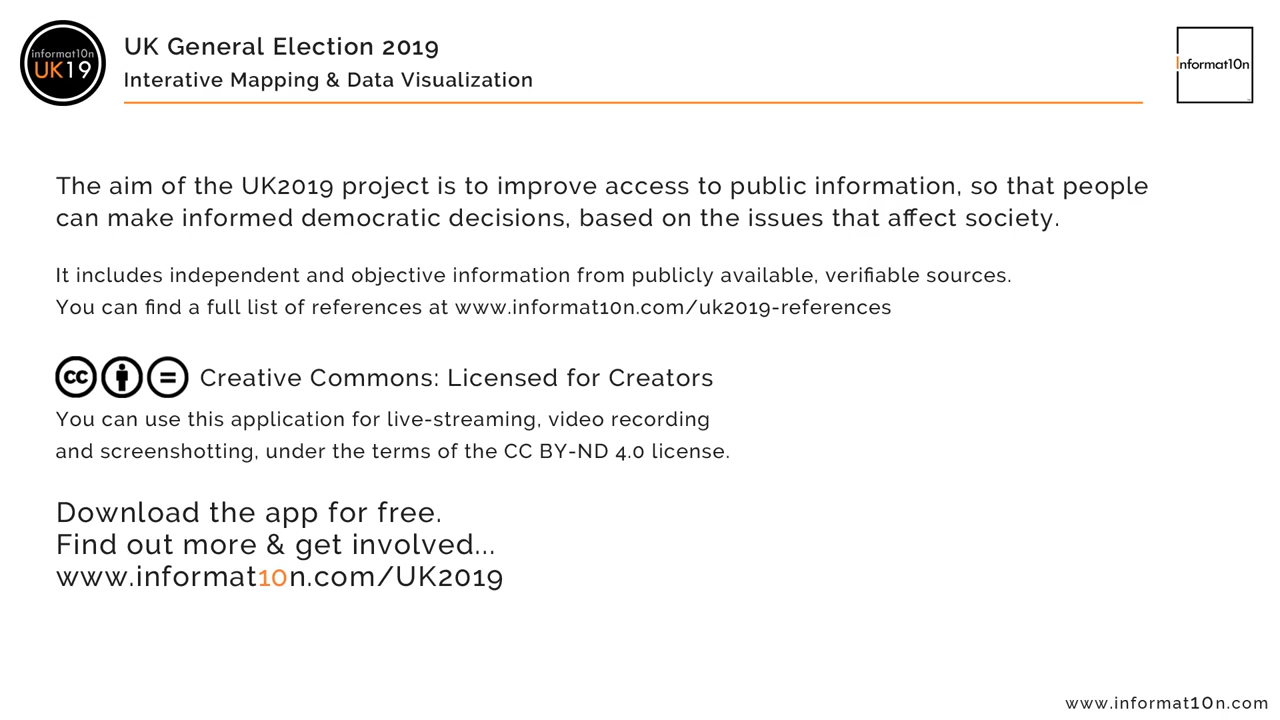 informat10n
UK19
UK General Election 2019
Interative Mapping & Data Visualization
informat10n
The aim of the UK2019 project is to improve access to public information, so that people
can make informed democratic decisions, based on the issues that affect society.
It includes independent and objective information from publicly available, verifiable sources.
You can find a full list of references at www.informat10n.com/uk2019-references
cc
Creative Commons: Licensed for Creators
You can use this application for live-streaming, video recording
and screenshotting, under the terms of the CC BY-ND 4.0 license.
Download the app for free.
Find out more & get involved...
www.informat10n.com/UK2019
www.informat10n.com